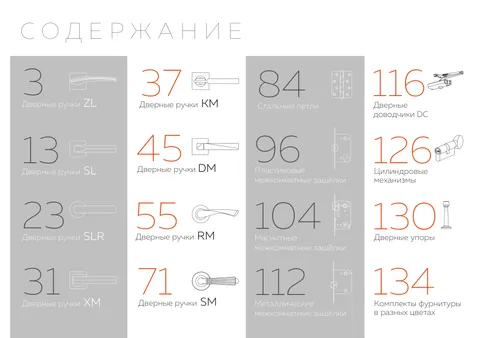 СОДЕРЖАНИЕ
3
Дверные ручки ZL
13
Дверные ручки SL
23
Дверные ручки SLR
31
Дверные ручки XM
37
Дверные ручки KM
45
Дверные ручки DM
55
Дверные ручки RM
71
Дверные ручки SM
84
Стальные петли
96
Пластиковые
межкомнатные защёлки
104
Магнитные
межкомнатные защёлки
112
Металлические
межкомнатные защёлки
116
Дверные
доводчики DC
126
Цилиндровые
механизмы
130
Дверные упоры
134
Комплекты фурнитуры
в разных цветах